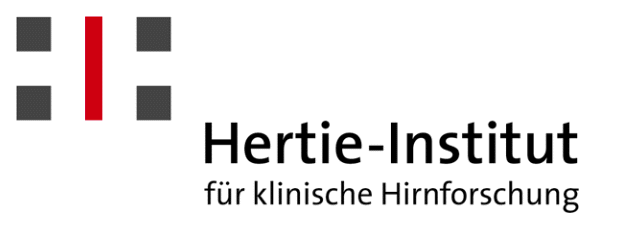 Hertie-Institut
für klinische Hirnforschung